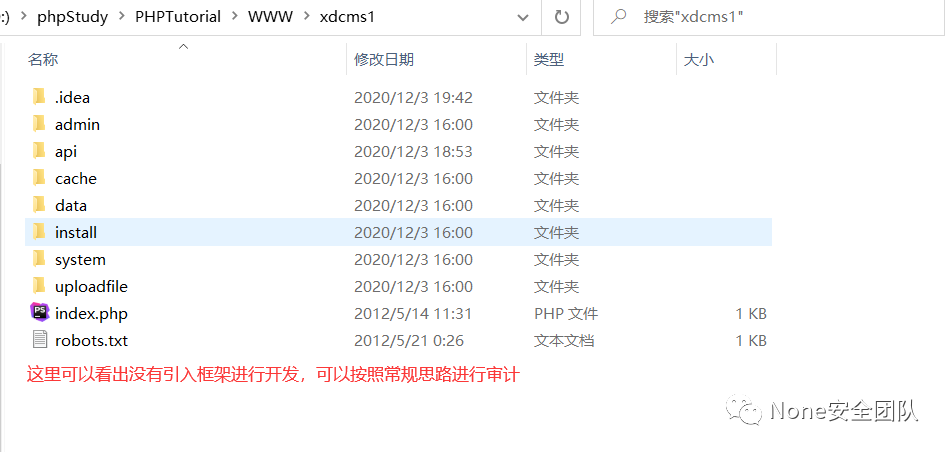 :) > phpStudy > PHPTutorial > WWW > xdcms1 搜索"xdcms1"
名称 修改日期 类型 大小
.idea 2020/12/3 19:42 文件夹
admin 2020/12/3 16:00 文件夹
api 2020/12/3 18:53 文件夹
cache 2020/12/3 16:00 文件夹
data 2020/12/3 16:00 文件夹
install 2020/12/3 16:00 文件夹
system 2020/12/3 16:00 文件夹
uploadfile 2020/12/3 16:00 文件夹
index.php 2012/5/14 11:31 PHP 文件 1 KB
robots.txt 2012/5/21 0:26 文本文档 1 KB
这里可以看出没有引入框架进行开发，可以按照常规思路进行审计
None安全团队